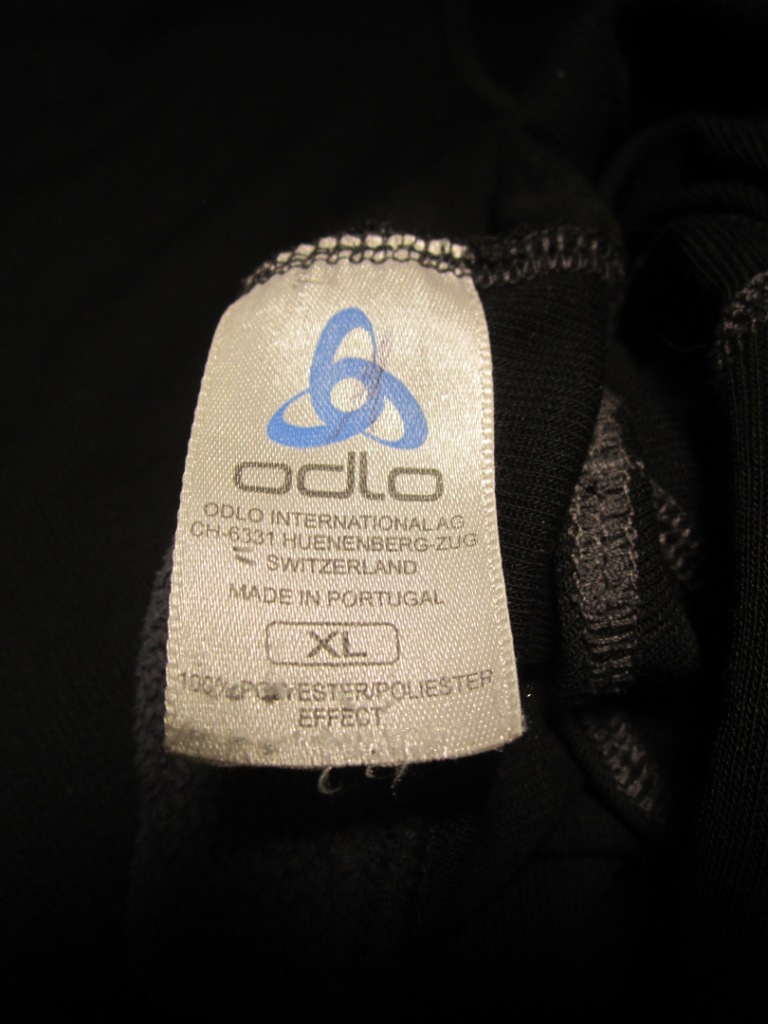 odlo
ODLO INTERNATIONAL AG
CH-6331 HUENENBERG-ZUG
SWITZERLAND
MADE IN PORTUGAL
XL
100% POLYESTER/POLIESTER
EFFECT